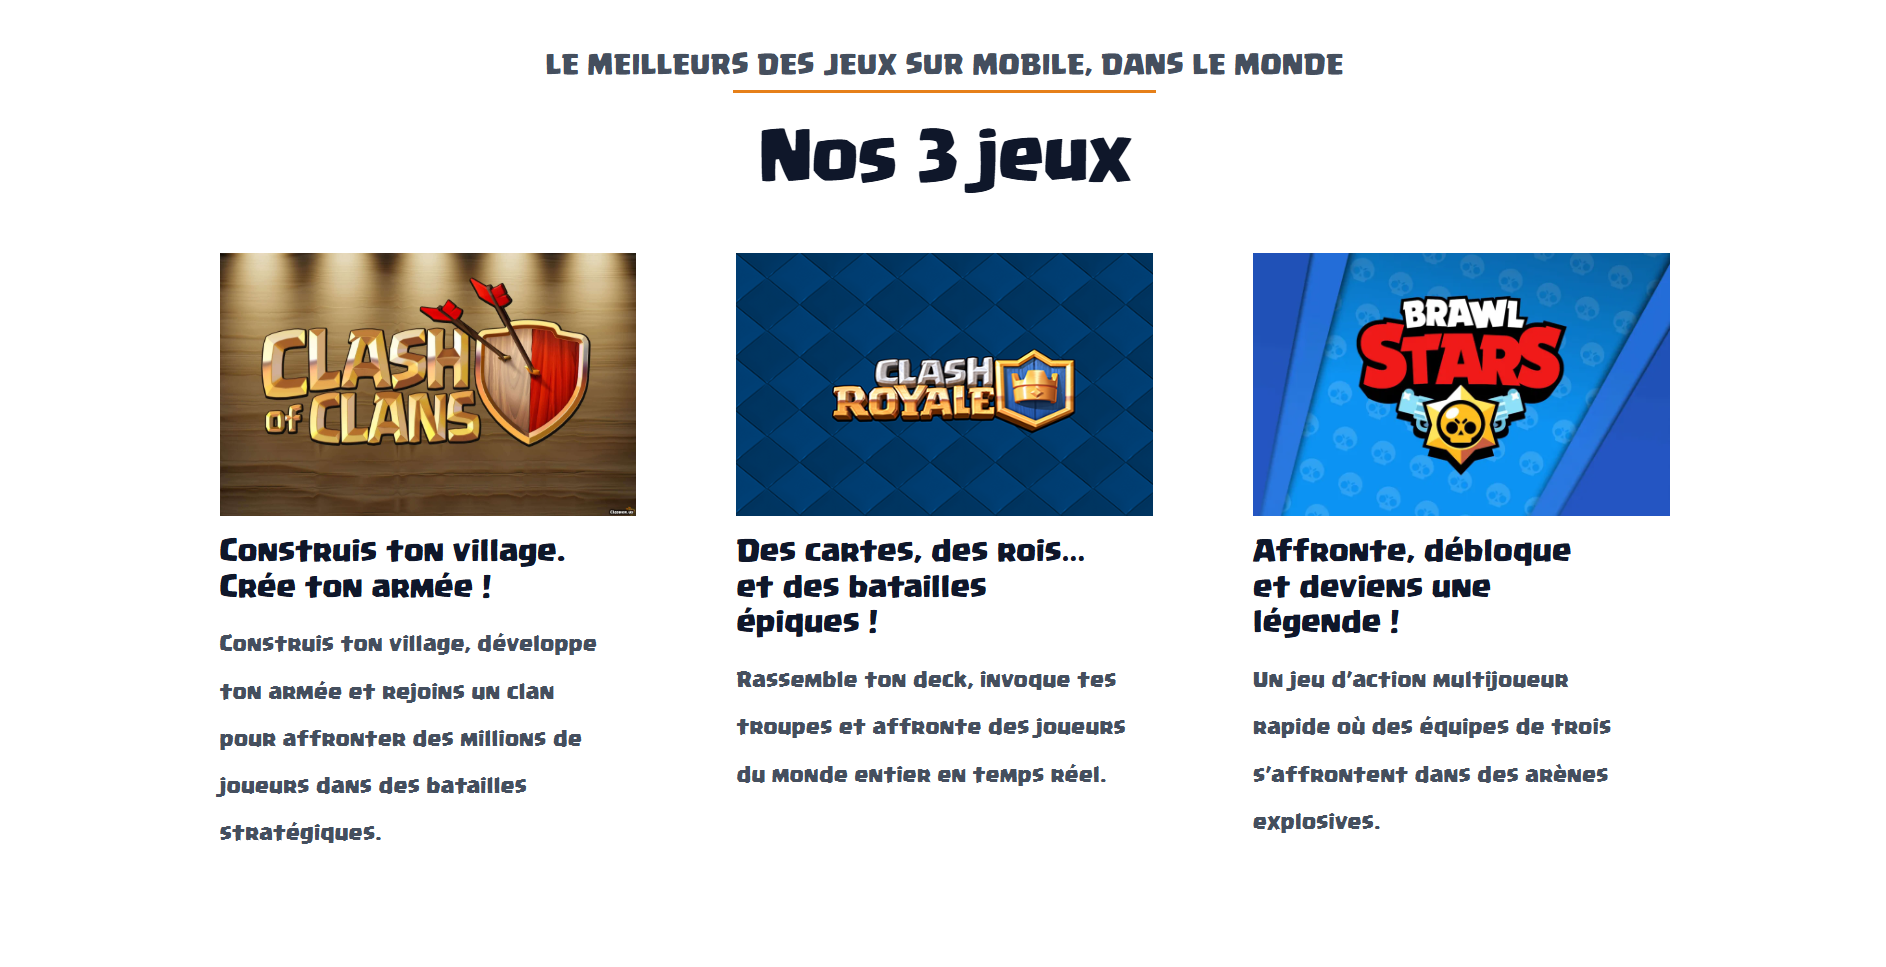 LE MEILLEURS DES JEUX SUR MOBILE, DANS LE MONDE
Nos 3 jeux
CLASH
of CLANS
CLASH
ROYALE
BRAWL
STARS
Construis ton village.
Crée ton armée !
Construis ton village, développe
ton armée et rejoins un clan
pour affronter des millions de
joueurs dans des batailles
stratégiques.
Des cartes, des rois...
et des batailles
épiques !
Rassemble ton deck, invoque tes
troupes et affronte des joueurs
du monde entier en temps réel.
Affronte, débloque
et deviens une
légende !
Un jeu d'action multijoueur
rapide où des équipes de trois
s'affrontent dans des arènes
explosives.